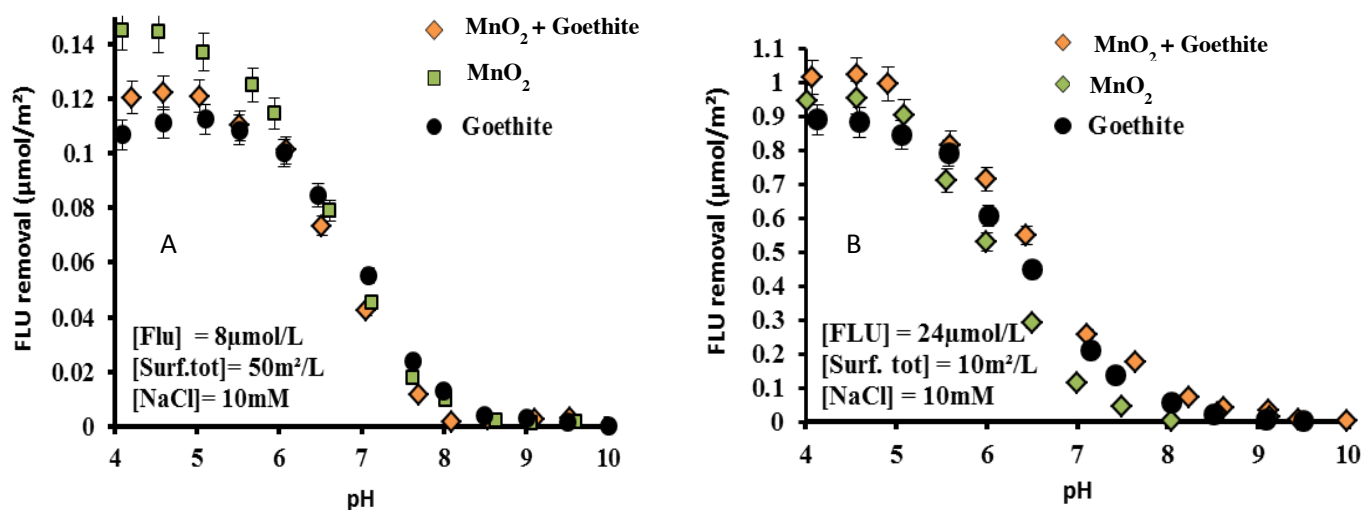 FLU removal (µmol/m²)
0.14
0.12
0.1
0.08
0.06
0.04
0.02
0
4 5 6 7 8 9 10
pH
MnO2 + Goethite
MnO2
Goethite
A
[Flu] = 8µmol/L
[Surf.tot]= 50m²/L
[NaCl]= 10mM
FLU removal (µmol/m²)
1.1
1
0.9
0.8
0.7
0.6
0.5
0.4
0.3
0.2
0.1
0
4 5 6 7 8 9 10
pH
MnO2 + Goethite
MnO2
Goethite
B
[FLU] = 24µmol/L
[Surf. tot] = 10m²/L
[NaCl] = 10mM